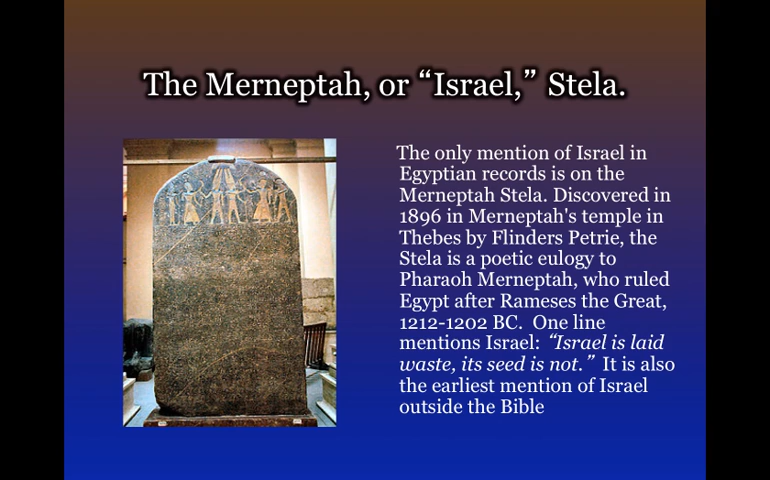 The Merneptah, or “Israel,” Stela.
The only mention of Israel in
Egyptian records is on the
Merneptah Stela. Discovered in
1896 in Merneptah's temple in
Thebes by Flinders Petrie, the
Stela is a poetic eulogy to
Pharaoh Merneptah, who ruled
Egypt after Rameses the Great,
1212-1202 BC.  One line
mentions Israel:  “Israel is laid
waste, its seed is not.”  It is also
the earliest mention of Israel
outside the Bible